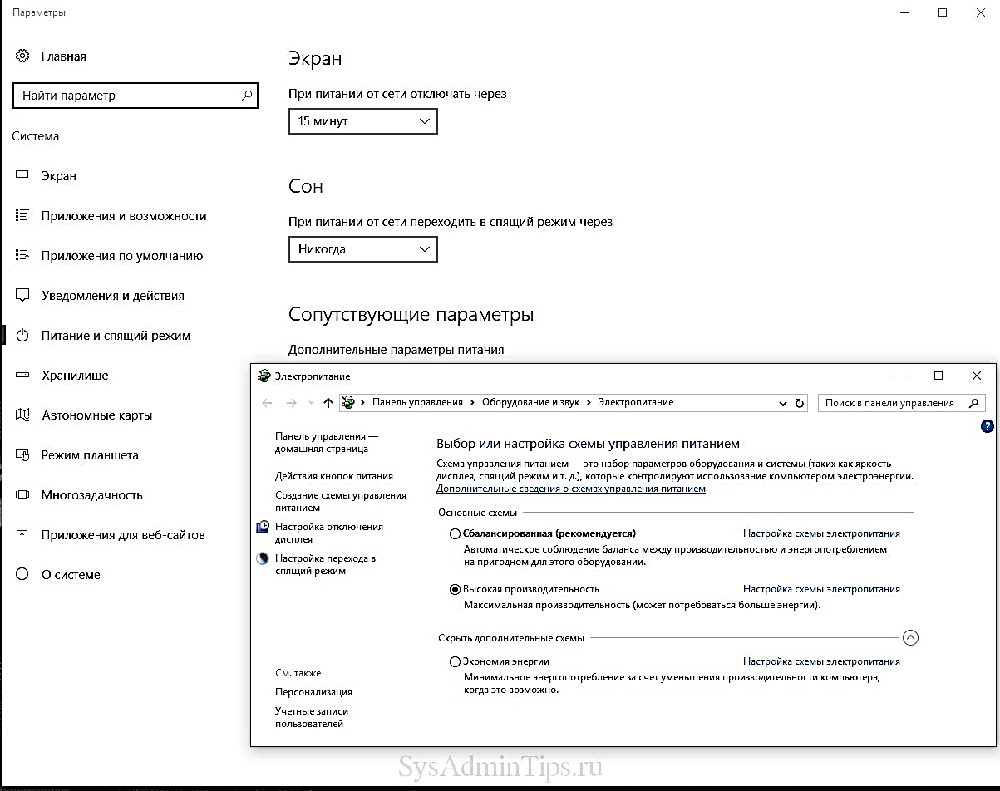 Параметры
Главная
Найти параметр
Система
Экран
Приложения и возможности
Приложения по умолчанию
Уведомления и действия
Питание и спящий режим
Хранилище
Автономные карты
Режим планшета
Многозадачность
Приложения для веб-сайтов
О системе
Экран
При питании от сети отключать через
15 минут
Сон
При питании от сети переходить в спящий режим через
Никогда
Сопутствующие параметры
Дополнительные параметры питания
Электропитание
Панель управления › Оборудование и звук › Электропитание
Поиск в панели управления
Панель управления —
домашняя страница
Действия кнопок питания
Создание схемы управления
питанием
Настройка отключения
дисплея
Настройка перехода в
спящий режим
См. также
Персонализация
Учетные записи
пользователей
Выбор или настройка схемы управления питанием
Схема управления питанием — это набор параметров оборудования и системы (таких как яркость
дисплея, спящий режим и т. д.), которые контролируют использование компьютером электроэнергии.
Дополнительные сведения о схемах управления питанием
Основные схемы
Сбалансированная (рекомендуется) Настройка схемы электропитания
Автоматическое соблюдение баланса между производительностью и энергопотреблением
на пригодном для этого оборудовании.
Высокая производительность Настройка схемы электропитания
Максимальная производительность (может потребоваться больше энергии).
Скрыть дополнительные схемы
Экономия энергии Настройка схемы электропитания
Минимальное энергопотребление за счет уменьшения производительности компьютера,
когда это возможно.
SysAdminTips.ru